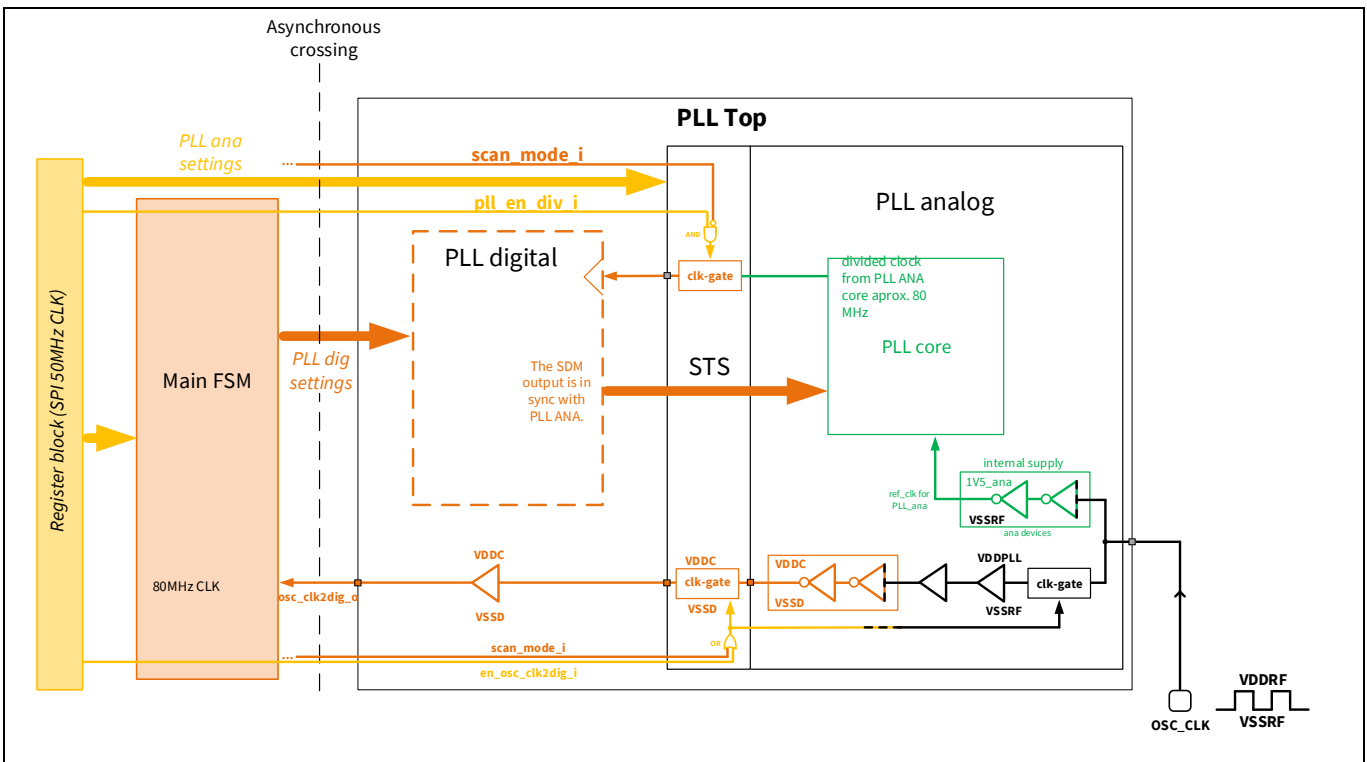 Asynchronous
crossing
PLL Top
PLL ana
settings
... scan_mode_i
pll_en_div_i
AND
PLL analog
PLL digital
clk-gate
divided clock
from PLL ANA
core aprox. 80
MHz
PLL core
Register block (SPI 50MHz CLK)
Main FSM
PLL dig
settings
The SDM
output is in
sync with
PLL ANA.
STS
internal supply
1V5_ana
ref_clk for
PLL_ana
VSSRF
ana devices
80MHz CLK
osc_clk2dig_o
VDDC
VSSD
VDDC
clk-gate
VSSD
VDDC
VSSD
VDDPLL
VSSRF
clk-gate
OR
... scan_mode_i
en_osc_clk2dig_i
OSC_CLK
VDDRF
VSSRF